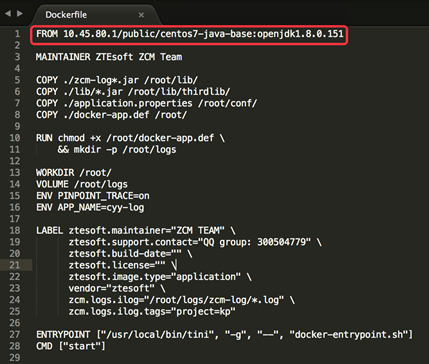 Dockerfile
1 FROM 10.45.80.1/public/centos7-java-base:openjdk1.8.0.151
2
3 MAINTAINER ZTEsoft ZCM Team
4
5 COPY ./zcm-log*.jar /root/lib/
6 COPY ./lib/*.jar /root/lib/thirdlib/
7 COPY ./application.properties /root/conf/
8 COPY ./docker-app.def /root/
9
10 RUN chmod +x /root/docker-app.def \
11 && mkdir -p /root/logs
12
13 WORKDIR /root/
14 VOLUME /root/logs
15 ENV PINPOINT_TRACE=on
16 ENV APP_NAME=cyy-log
17
18 LABEL ztesoft.maintainer="ZCM TEAM" \
19 ztesoft.support.contact="QQ group: 300504779" \
20 ztesoft.build-date="" \
21 ztesoft.license="" \
22 ztesoft.image.type="application" \
23 vendor="ztesoft" \
24 zcm.logs.ilog="/root/logs/zcm-log/*.log" \
25 zcm.logs.ilog.tags="project=kp"
26
27 ENTRYPOINT ["/usr/local/bin/tini", "-g", "--", "docker-entrypoint.sh"]
28 CMD ["start"]
29